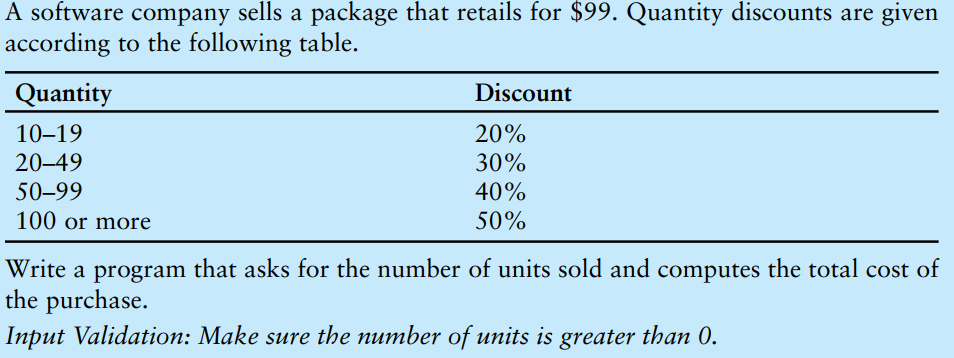 A software company sells a package that retails for $99. Quantity discounts are given
according to the following table.
Quantity Discount
10–19 20%
20–49 30%
50–99 40%
100 or more 50%
Write a program that asks for the number of units sold and computes the total cost of
the purchase.
Input Validation: Make sure the number of units is greater than 0.